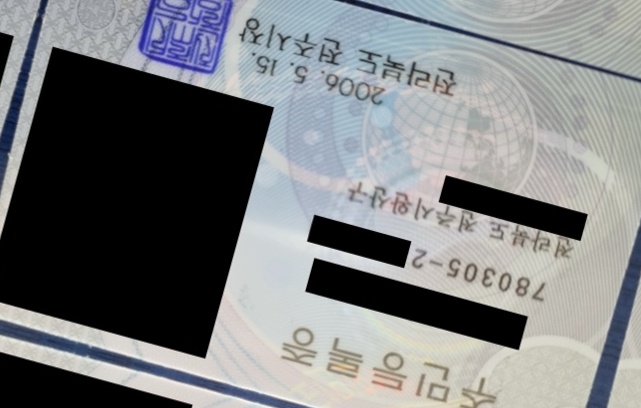 주민등록증
780305-2
전라북도 전주시 완산구
2006. 5. 15.
전라북도 전주시장